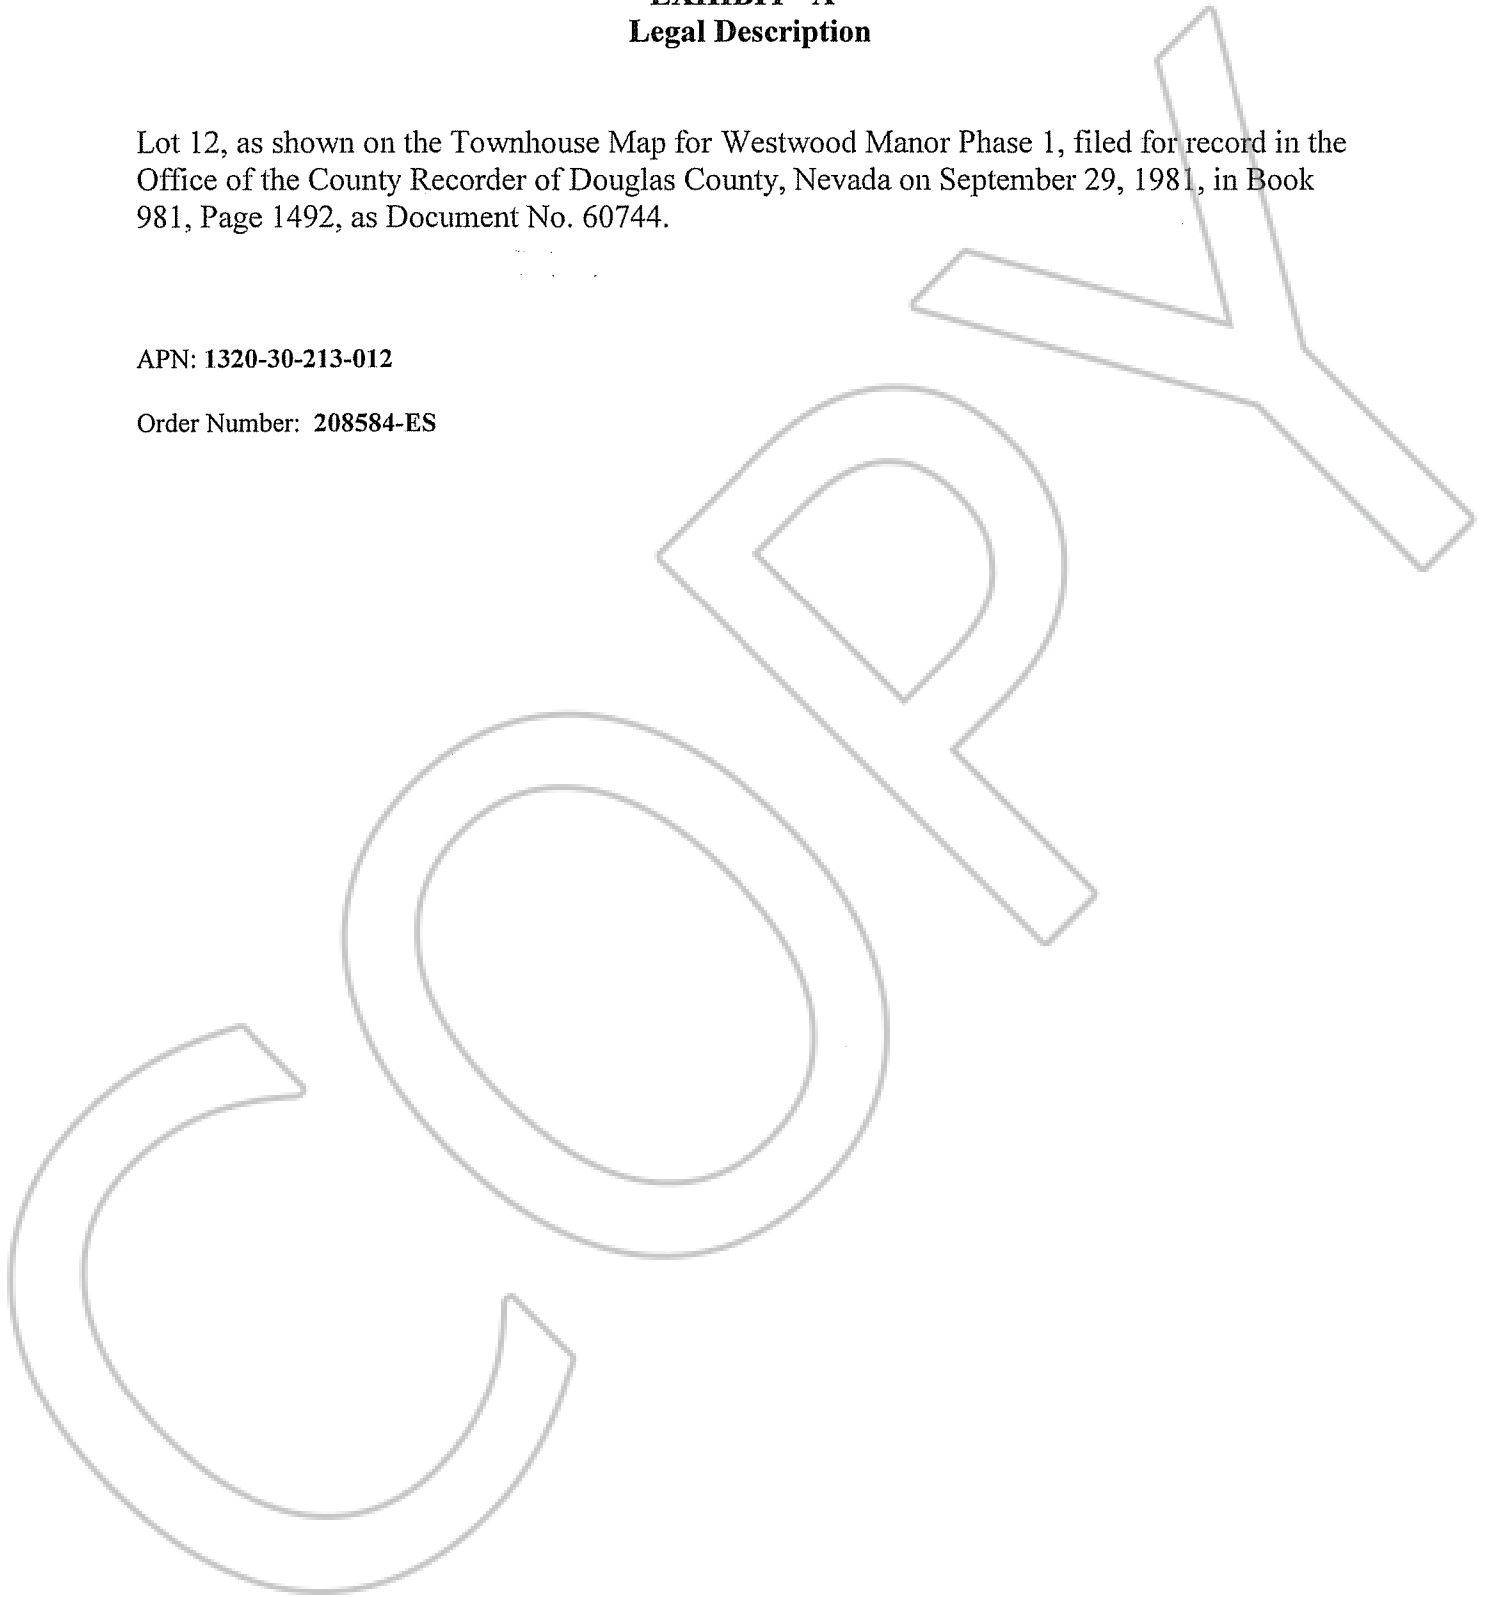 EXHIBIT "A"
Legal Description
Lot 12, as shown on the Townhouse Map for Westwood Manor Phase 1, filed for record in the
Office of the County Recorder of Douglas County, Nevada on September 29, 1981, in Book
981, Page 1492, as Document No. 60744.
APN: 1320-30-213-012
Order Number: 208584-ES
COPY